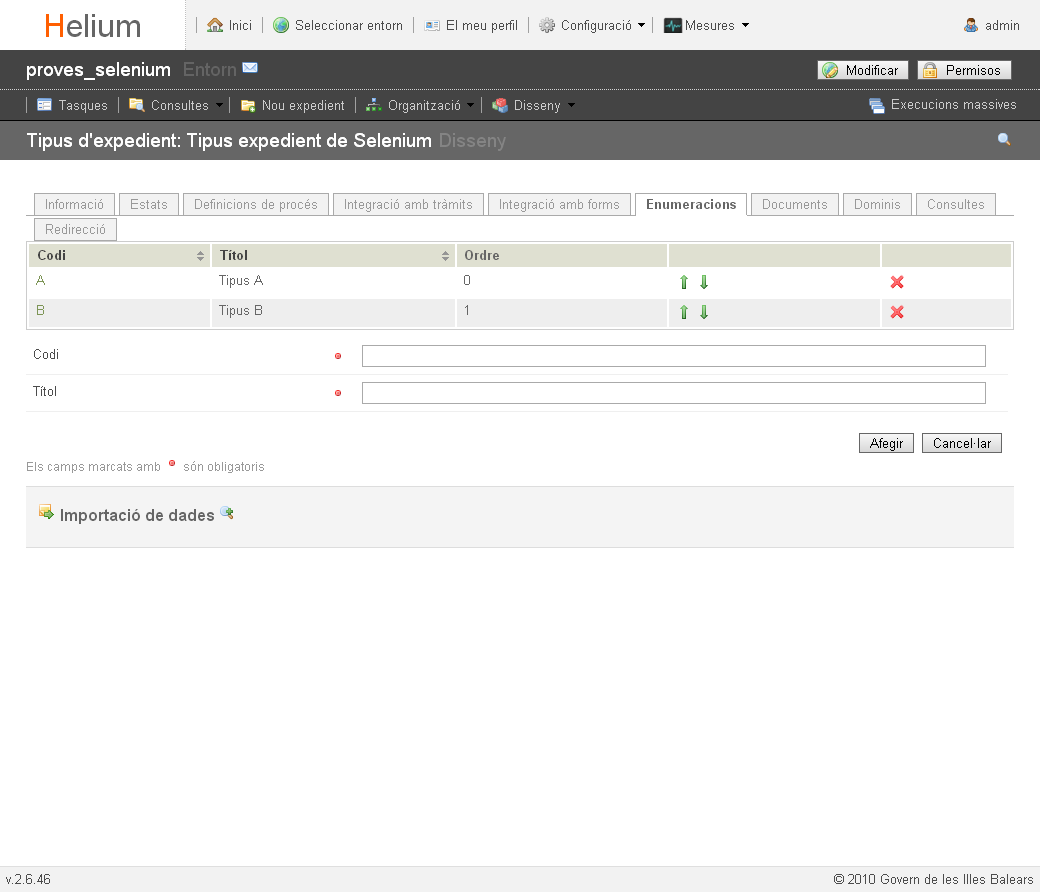 Helium Inici Seleccionar entorn El meu perfil Configuració Mesures admin
proves_selenium Entorn Modificar Permisos
Tasques Consultes Nou expedient Organització Disseny Execucions massives
Tipus d'expedient: Tipus expedient de Selenium Disseny
Informació Estats Definicions de procés Integració amb tràmits Integració amb forms Enumeracions Documents Dominis Consultes
Redirecció
Codi Títol Ordre
A Tipus A 0
B Tipus B 1
Codi
Títol
Afegir Cancel·lar
Els camps marcats amb són obligatoris
Importació de dades
v.2.6.46 © 2010 Govern de les Illes Balears